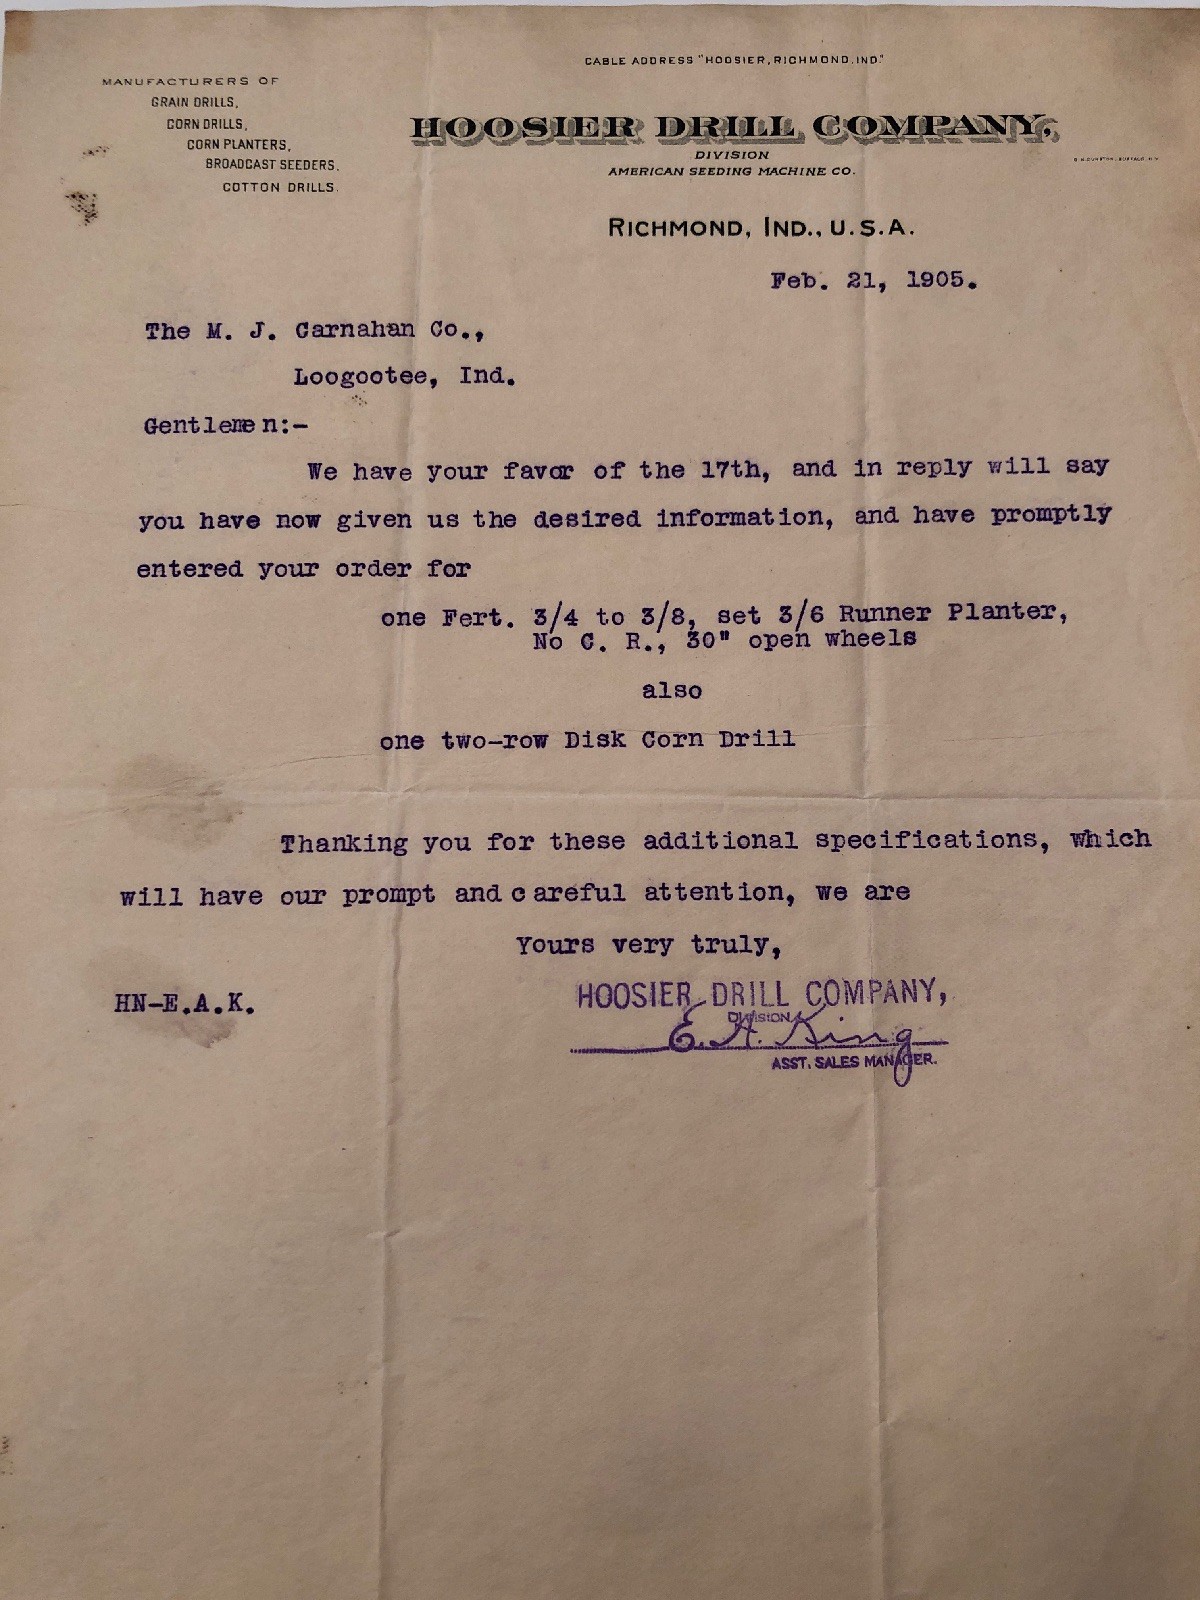 CABLE ADDRESS "HOOSIER, RICHMOND, IND."
MANUFACTURERS OF
GRAIN DRILLS,
CORN DRILLS,
CORN PLANTERS,
BROADCAST SEEDERS,
COTTON DRILLS.
HOOSIER DRILL COMPANY,
DIVISION
AMERICAN SEEDING MACHINE CO.
RICHMOND, IND., U.S.A.
Feb. 21, 1905.
The M. J. Carnahan Co.,
Loogootee, Ind.
Gentlemen:-
We have your favor of the 17th, and in reply will say
you have now given us the desired information, and have promptly
entered your order for
one Fert. 3/4 to 3/8, set 3/6 Runner Planter,
No C. R., 30" open wheels
also
one two-row Disk Corn Drill
Thanking you for these additional specifications, which
will have our prompt and careful attention, we are
Yours very truly,
HN-E.A.K.
HOOSIER DRILL COMPANY,
DIVISION
E. A. King
ASST. SALES MANAGER.